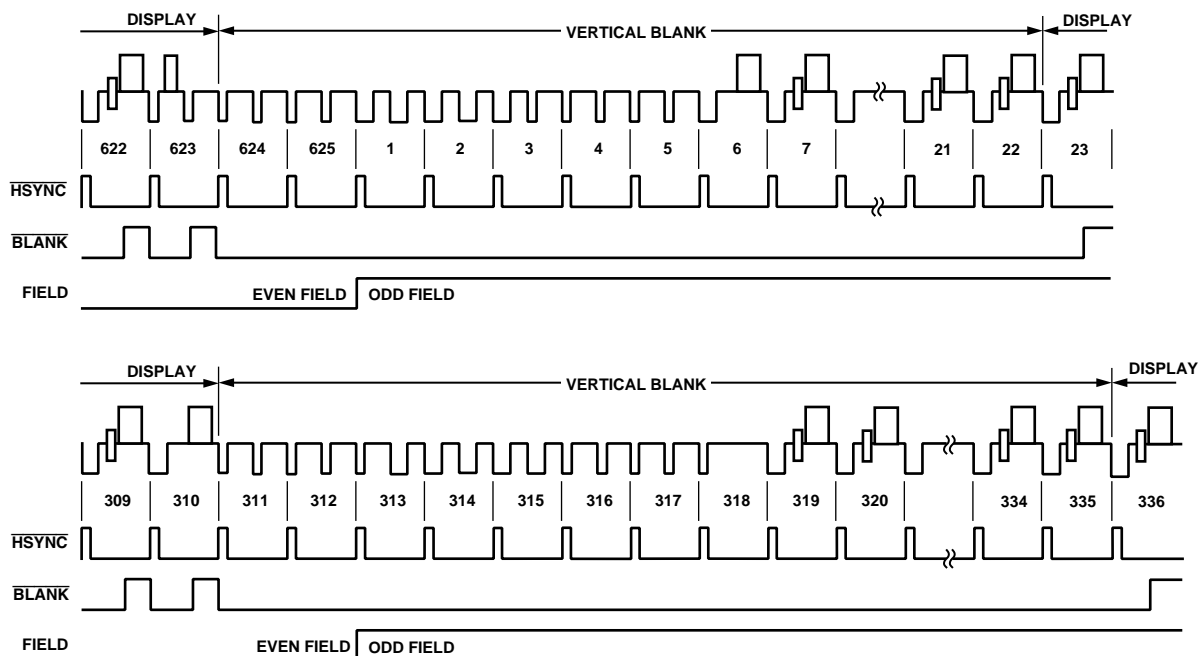 DISPLAY VERTICAL BLANK DISPLAY
622 623 624 625 1 2 3 4 5 6 7 21 22 23
HSYNC
BLANK
FIELD EVEN FIELD ODD FIELD
DISPLAY VERTICAL BLANK DISPLAY
309 310 311 312 313 314 315 316 317 318 319 320 334 335 336
HSYNC
BLANK
FIELD EVEN FIELD ODD FIELD